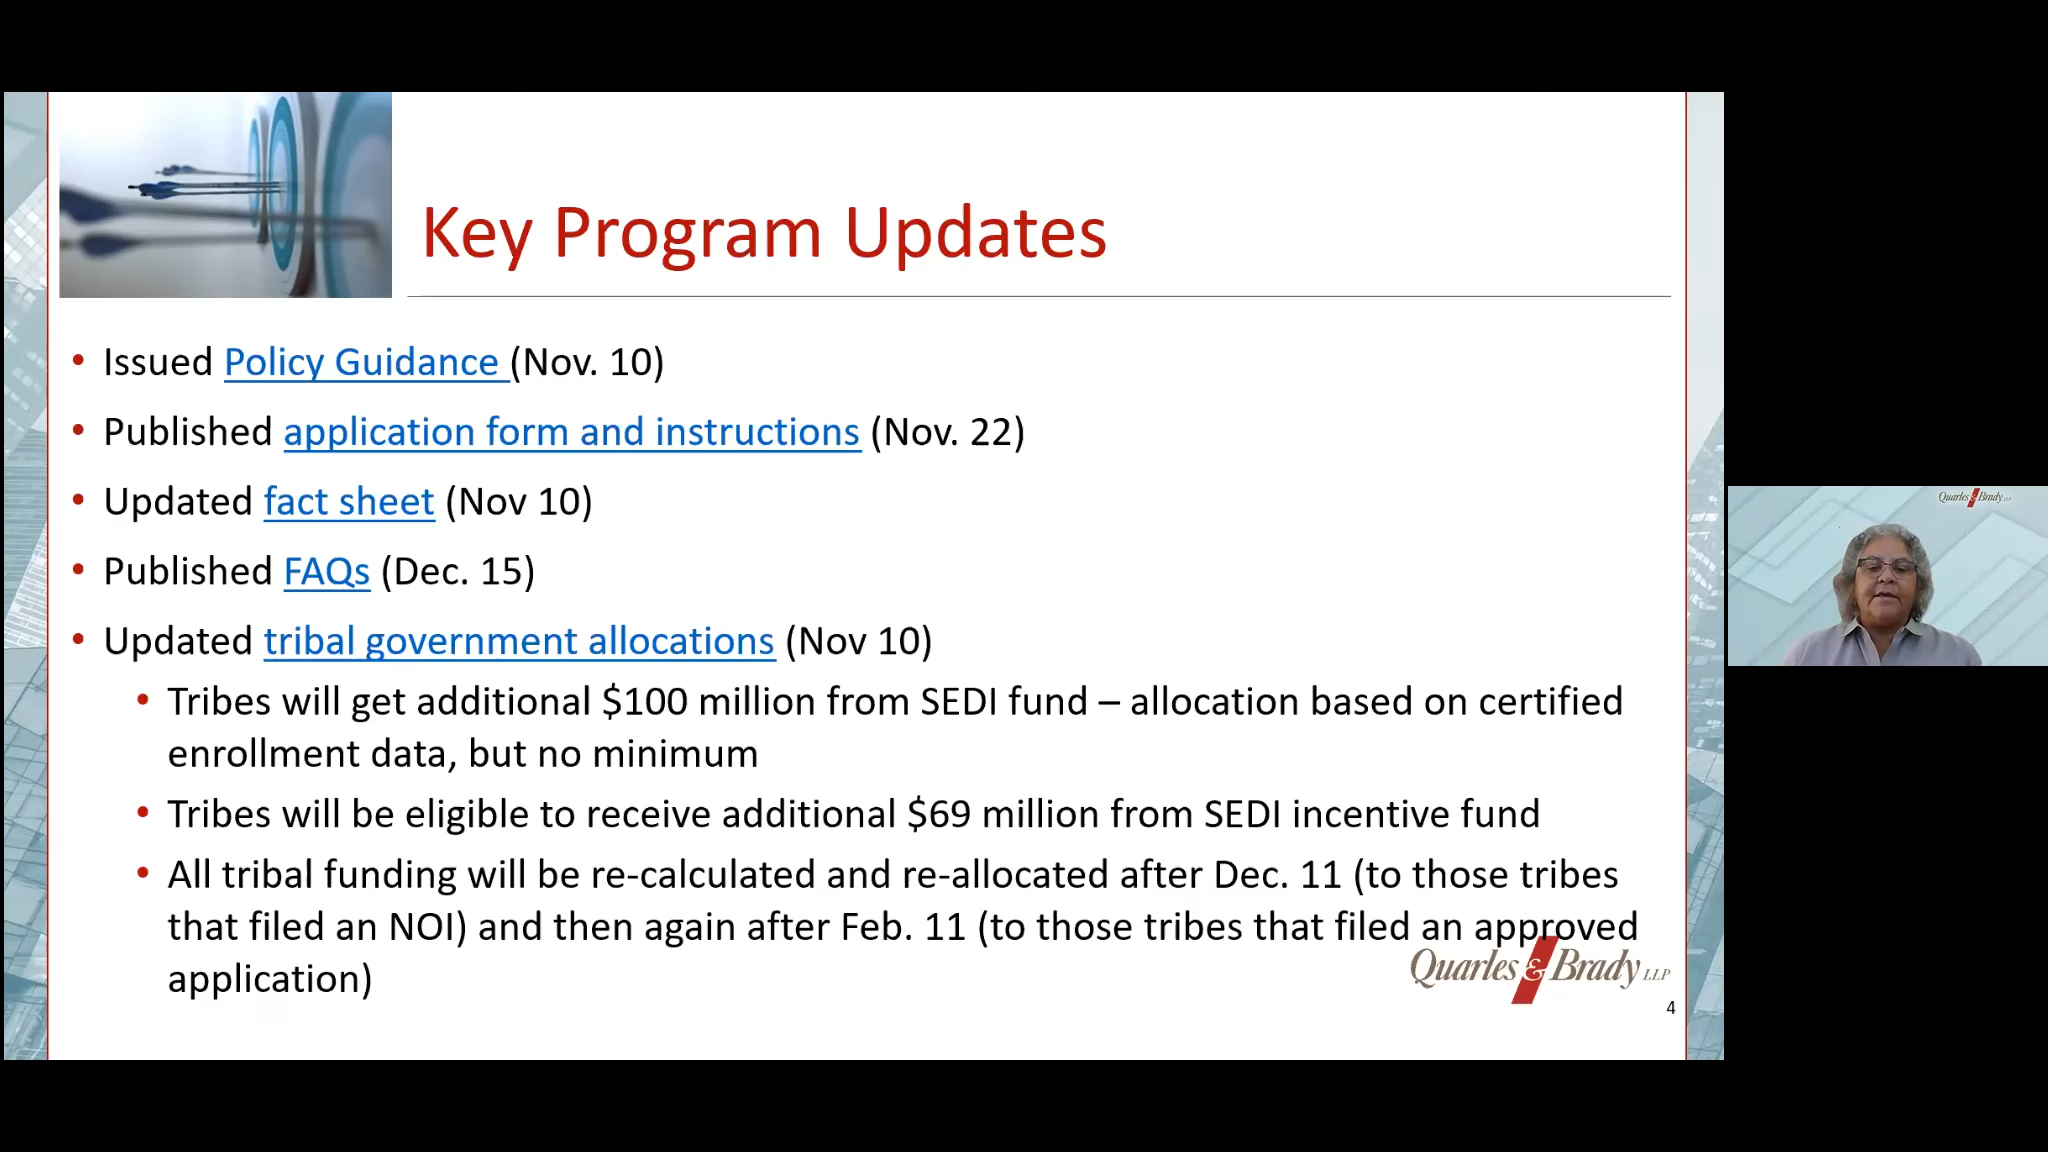 Key Program Updates
• Issued Policy Guidance (Nov. 10)
• Published application form and instructions (Nov. 22)
• Updated fact sheet (Nov 10)
• Published FAQs (Dec. 15)
• Updated tribal government allocations (Nov 10)
• Tribes will get additional $100 million from SEDI fund – allocation based on certified
enrollment data, but no minimum
• Tribes will be eligible to receive additional $69 million from SEDI incentive fund
• All tribal funding will be re-calculated and re-allocated after Dec. 11 (to those tribes
that filed an NOI) and then again after Feb. 11 (to those tribes that filed an approved
application)
Quarles & Brady LLP
4
Quarles & Brady LLP